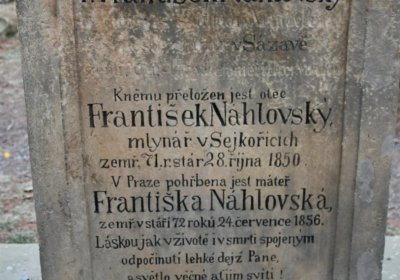 v Sázavě
Knému přeložen jest otec
František Náhlovský,
mlynář v Sejkořicích
zemř. 71. r. stár 28. října 1850.
V Praze pohřbena jest máteř
Františka Náhlovská,
zemř. v stáří 72 roků 24. července 1856.
Láskou jak v životě i v smrti spojeným
odpočinutí lehké dejž Pane,
a světlo věčné ať jim svítí!